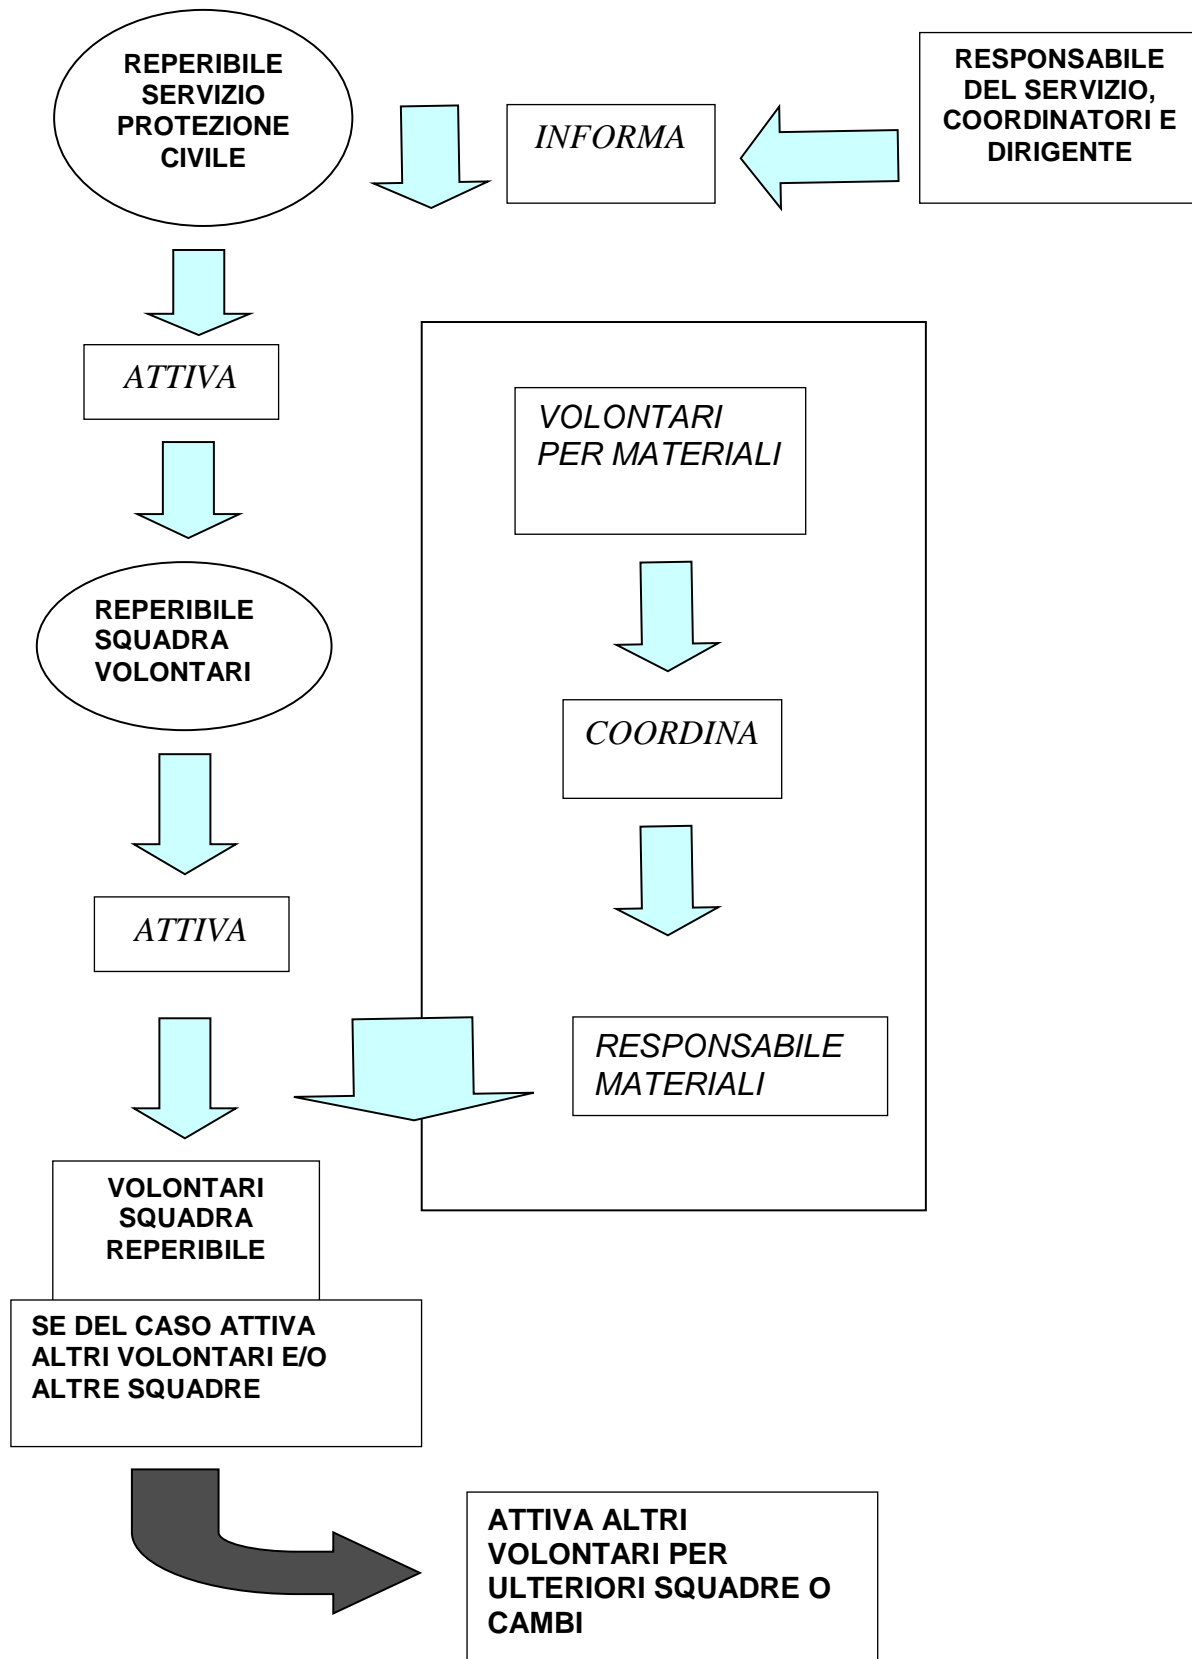 REPERIBILE
SERVIZIO
PROTEZIONE
CIVILE
INFORMA
RESPONSABILE
DEL SERVIZIO,
COORDINATORI E
DIRIGENTE
ATTIVA
VOLONTARI
PER MATERIALI
REPERIBILE
SQUADRA
VOLONTARI
COORDINA
ATTIVA
RESPONSABILE
MATERIALI
VOLONTARI
SQUADRA
REPERIBILE
SE DEL CASO ATTIVA
ALTRI VOLONTARI E/O
ALTRE SQUADRE
ATTIVA ALTRI
VOLONTARI PER
ULTERIORI SQUADRE O
CAMBI